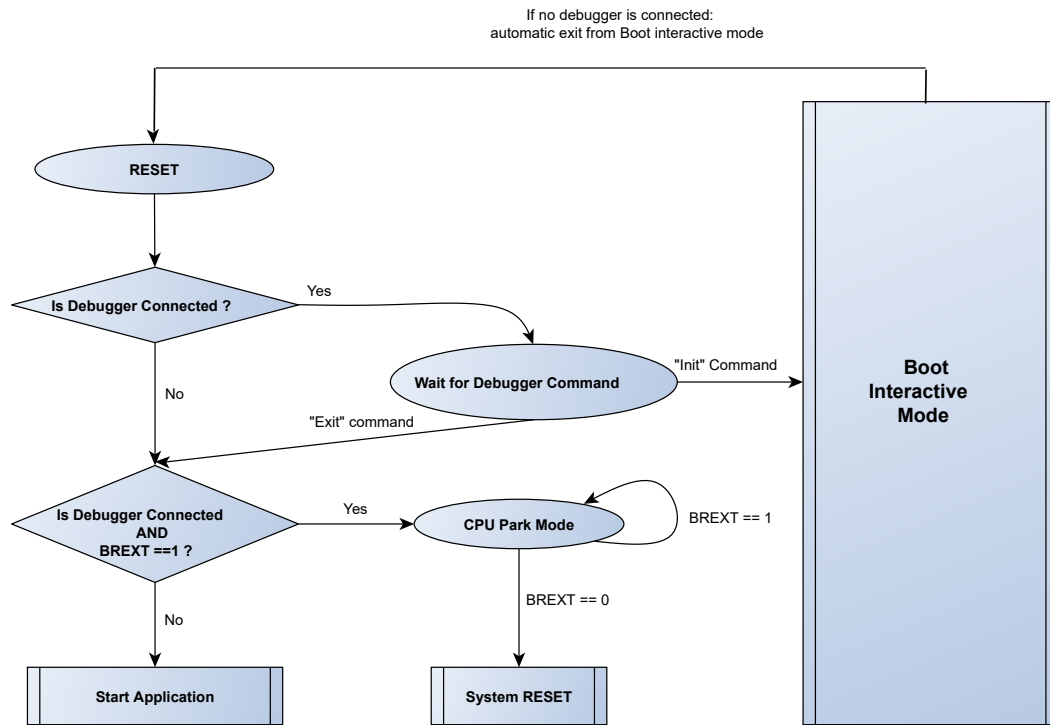 If no debugger is connected:
automatic exit from Boot interactive mode
RESET
Is Debugger Connected ?
Yes
Wait for Debugger Command
"Init" Command
Boot
Interactive
Mode
No
"Exit" command
Is Debugger Connected
AND
BREXT ==1 ?
Yes
CPU Park Mode
BREXT == 1
BREXT == 0
No
Start Application
System RESET